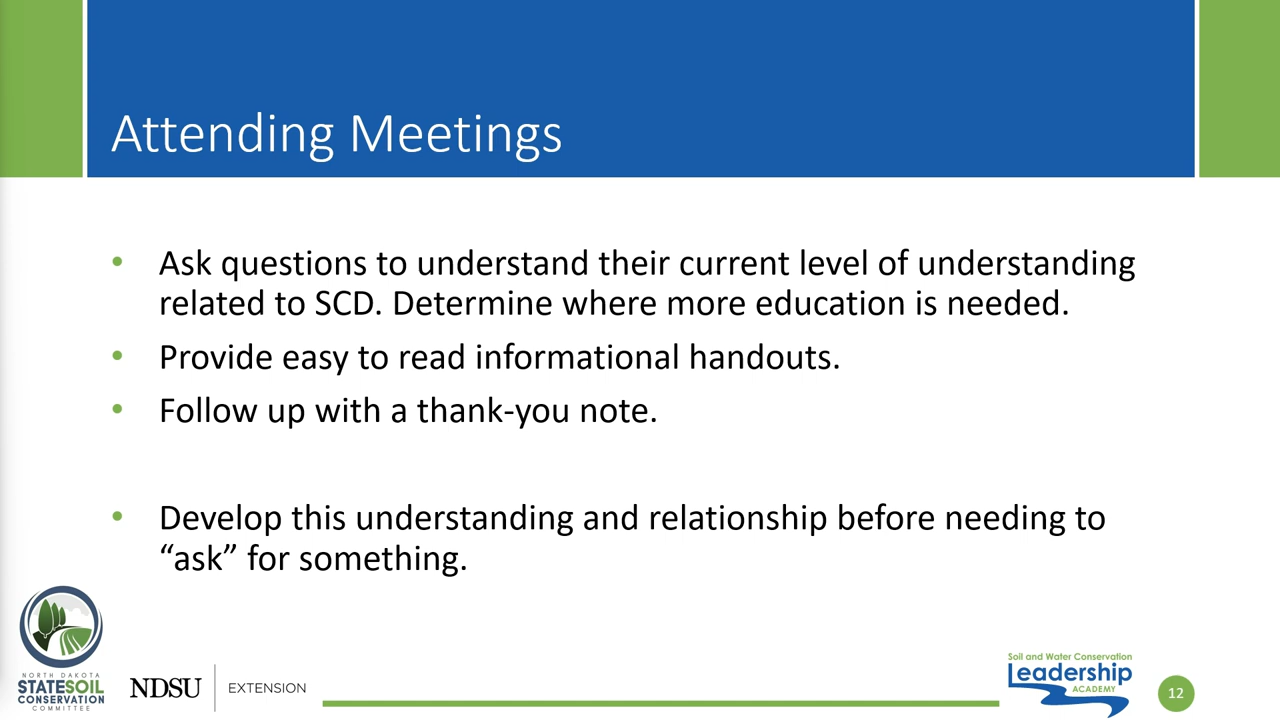 Attending Meetings
• Ask questions to understand their current level of understanding
related to SCD. Determine where more education is needed.
• Provide easy to read informational handouts.
• Follow up with a thank-you note.
• Develop this understanding and relationship before needing to
“ask” for something.
NORTH DAKOTA
STATE SOIL
CONSERVATION
COMMITTEE
NDSU EXTENSION
Soil and Water Conservation
Leadership
ACADEMY
12